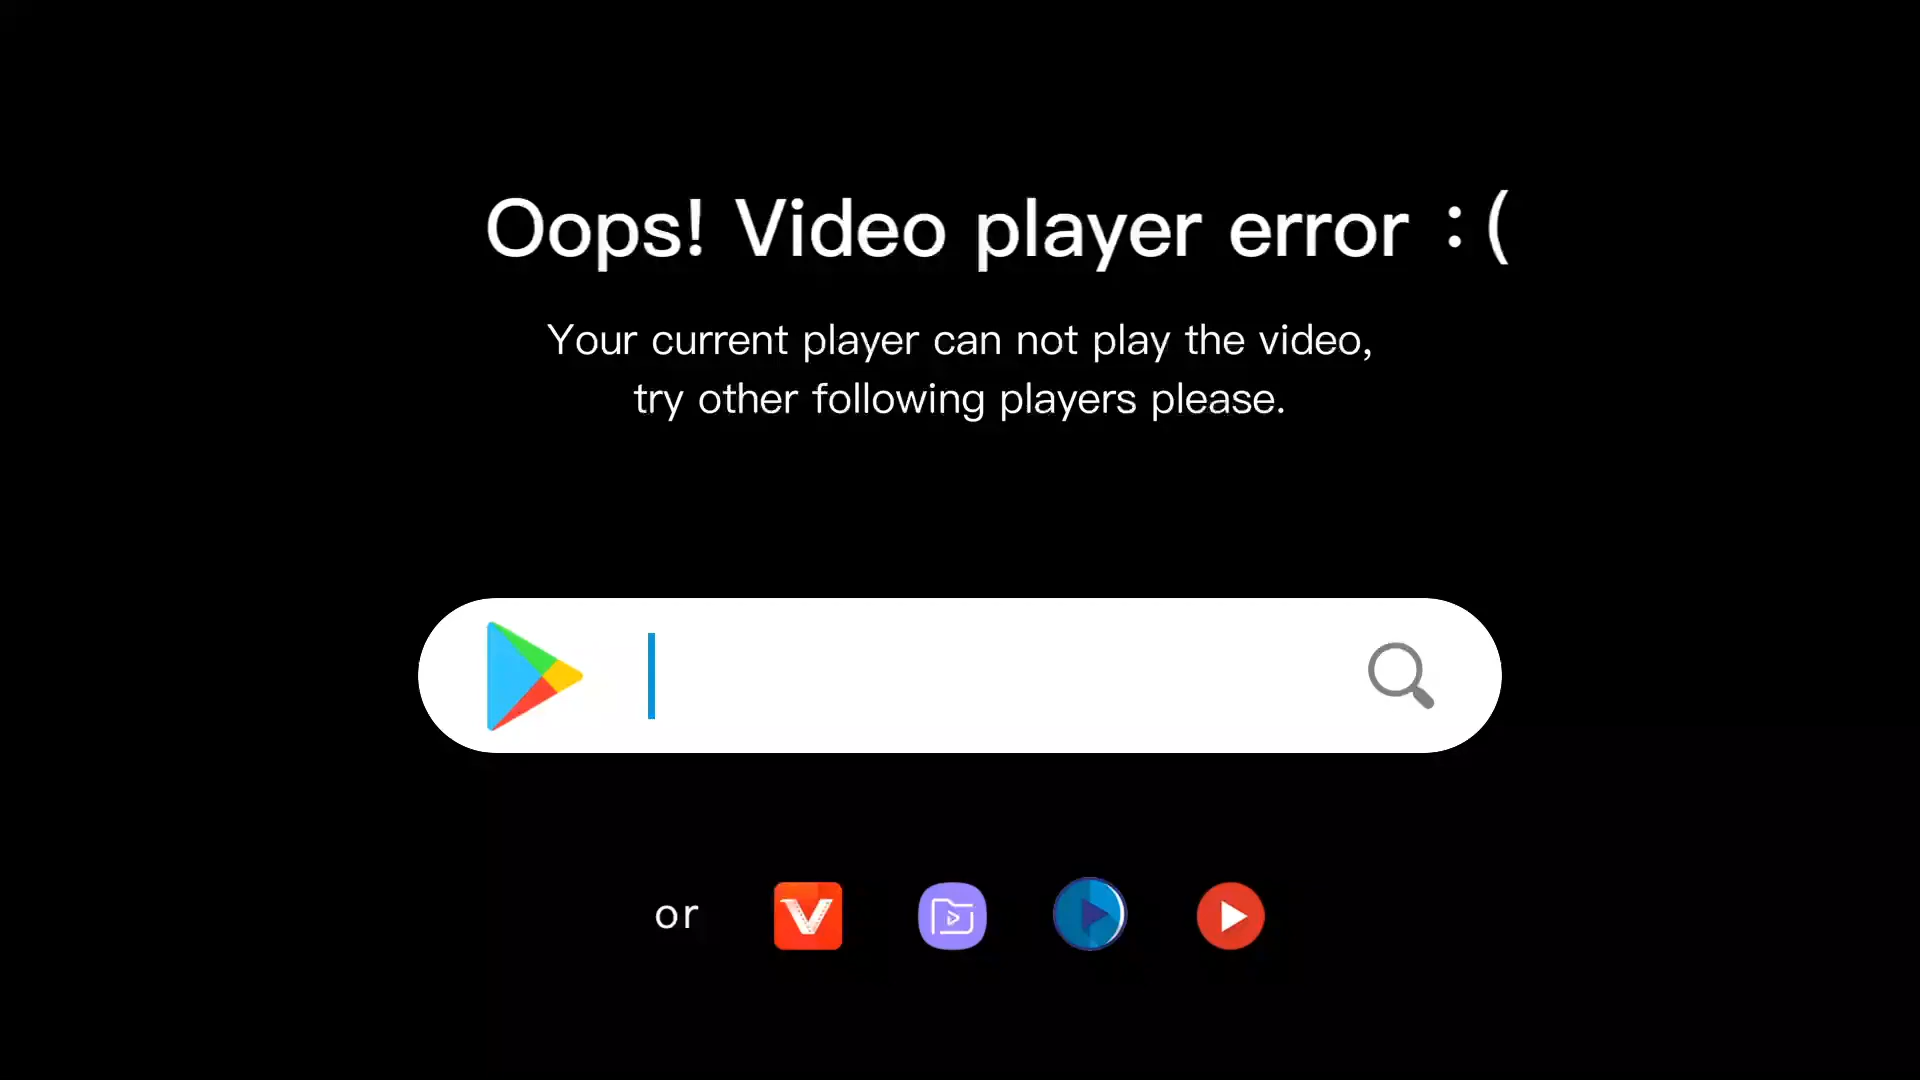 Oops! Video player error :(
Your current player can not play the video,
try other following players please.
or